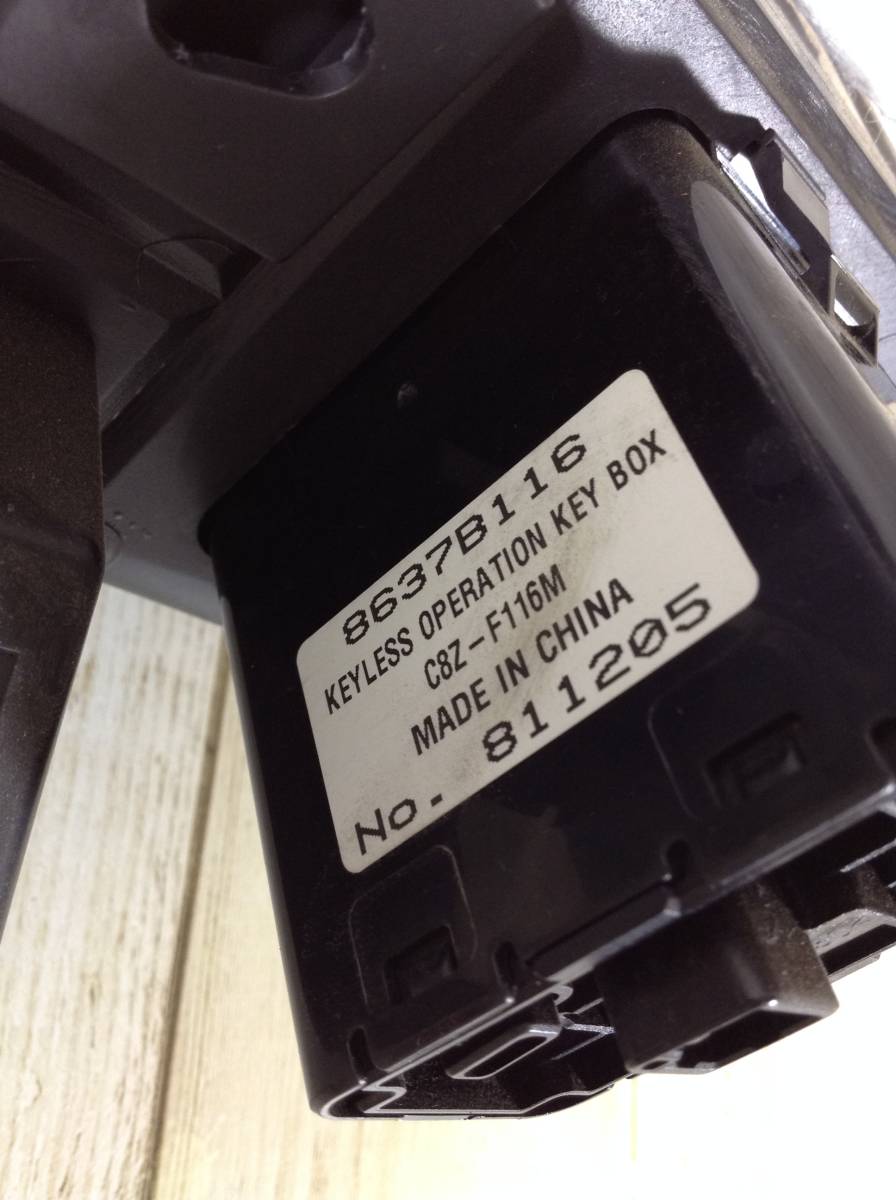 8637B116
KEYLESS OPERATION KEY BOX
C8Z-F116M
MADE IN CHINA
No. 811205